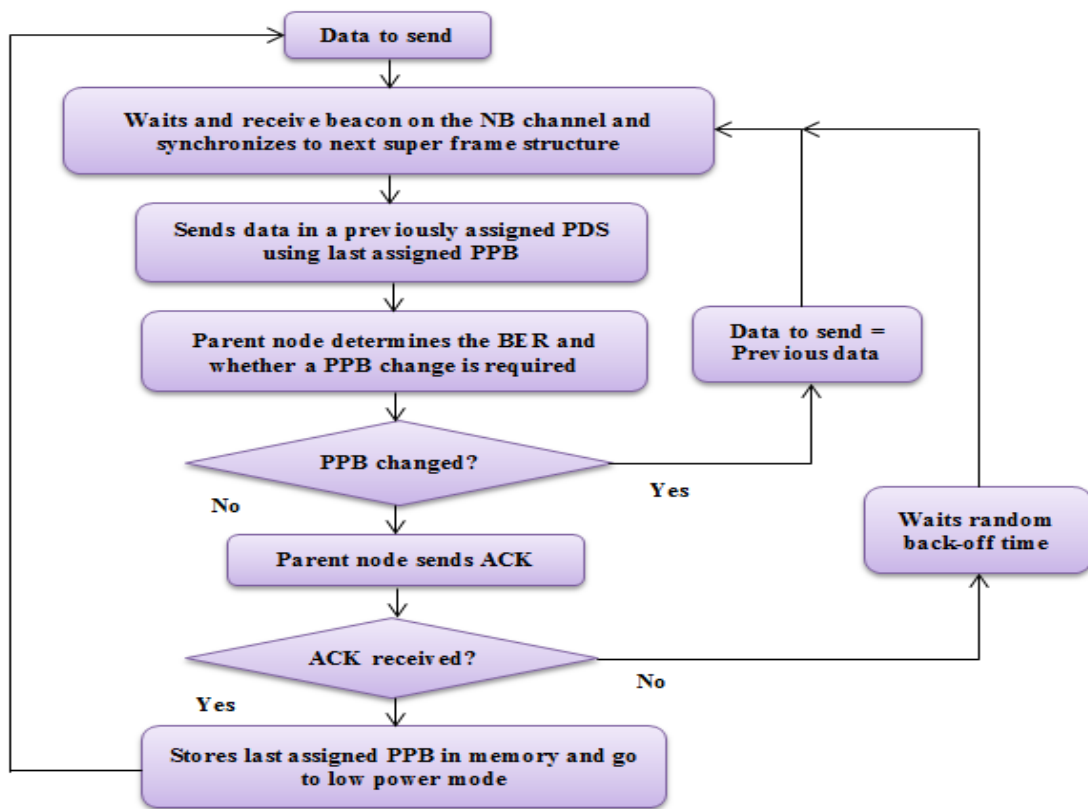 Data to send
Waits and receive beacon on the NB channel and
synchronizes to next super frame structure
Sends data in a previously assigned PDS
using last assigned PPB
Parent node determines the BER and
whether a PPB change is required
Data to send =
Previous data
PPB changed?
No
Yes
Waits random
back-off time
Parent node sends ACK
ACK received?
No
Yes
Stores last assigned PPB in memory and go
to low power mode